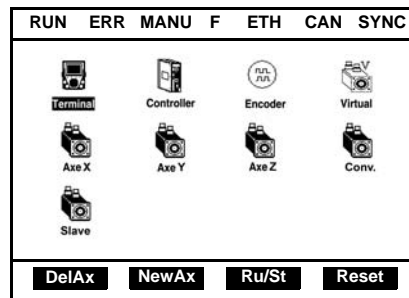 RUN ERR MANU F ETH CAN SYNC
Terminal Controller Encoder Virtual
Axe X Axe Y Axe Z Conv.
Slave
DelAx NewAx Ru/St Reset